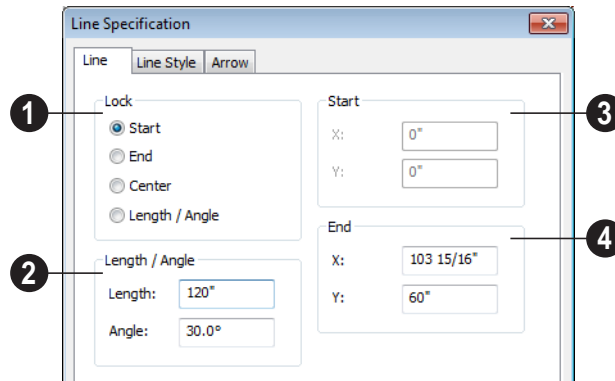 Line Specification
Line Line Style Arrow
1
Lock
Start
End
Center
Length / Angle
2
Length / Angle
Length: 120"
Angle: 30.0°
3
Start
X: 0"
Y: 0"
4
End
X: 103 15/16"
Y: 60"